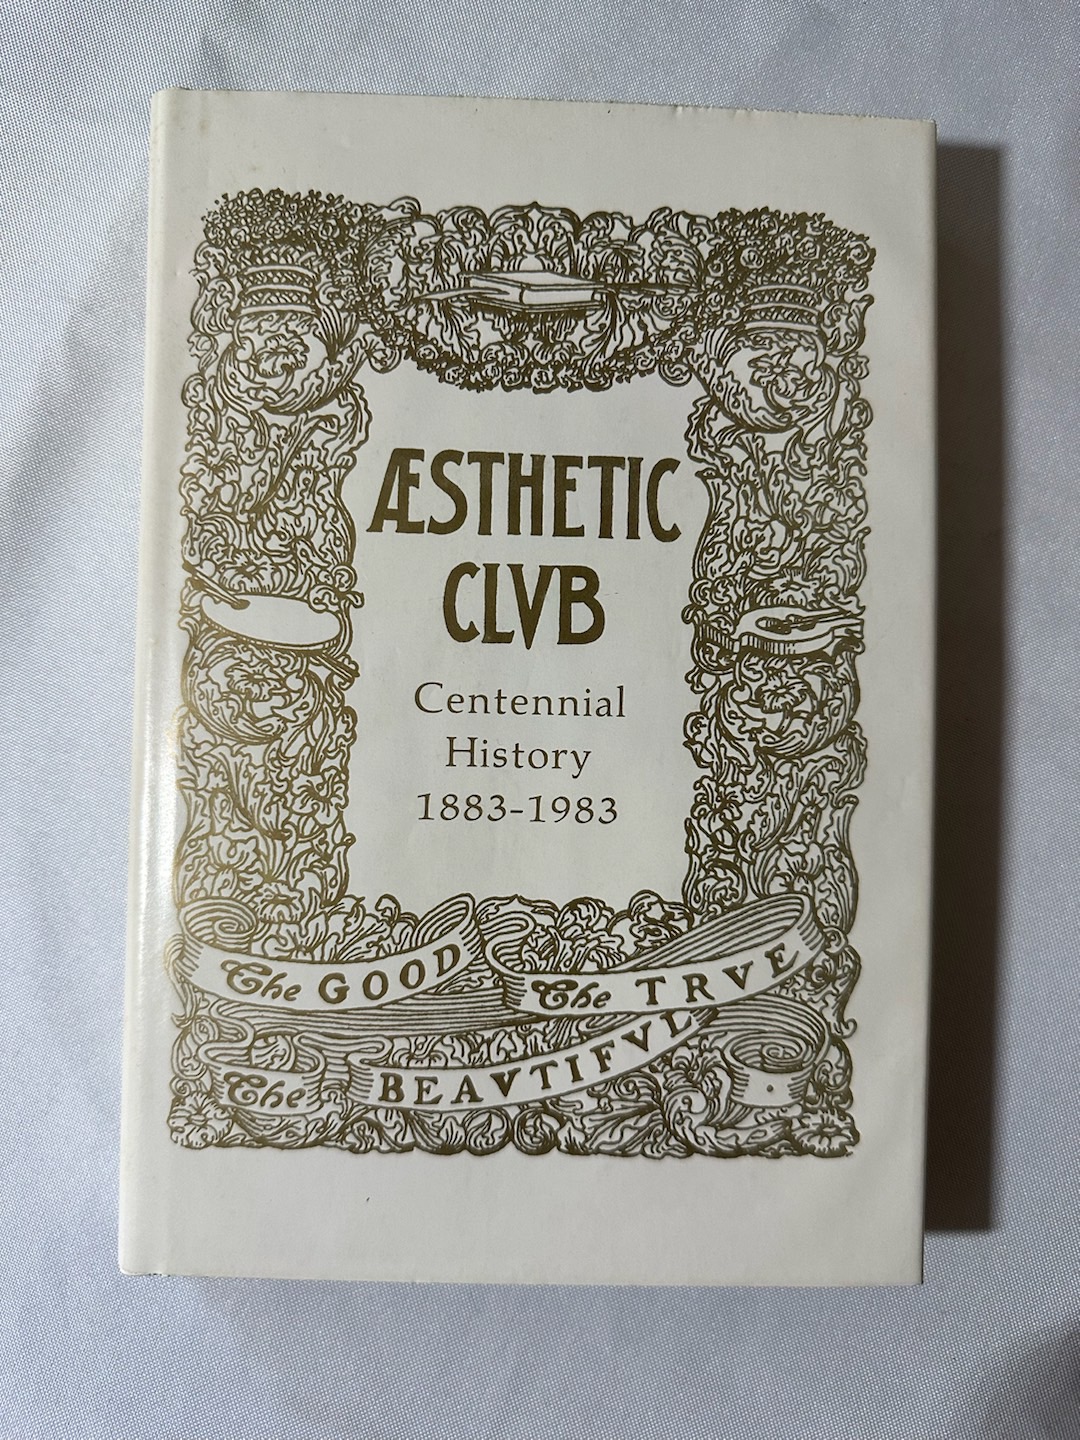 ÆSTHETIC
CLVB
Centennial
History
1883-1983
The GOOD
The TRVE
The BEAVTIFVL